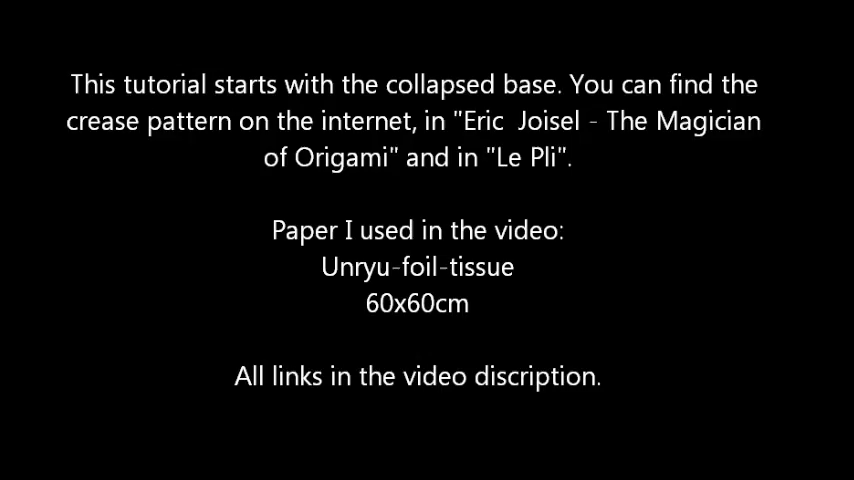 This tutorial starts with the collapsed base. You can find the
crease pattern on the internet, in "Eric Joisel - The Magician
of Origami" and in "Le Pli".
Paper I used in the video:
Unryu-foil-tissue
60x60cm
All links in the video discription.